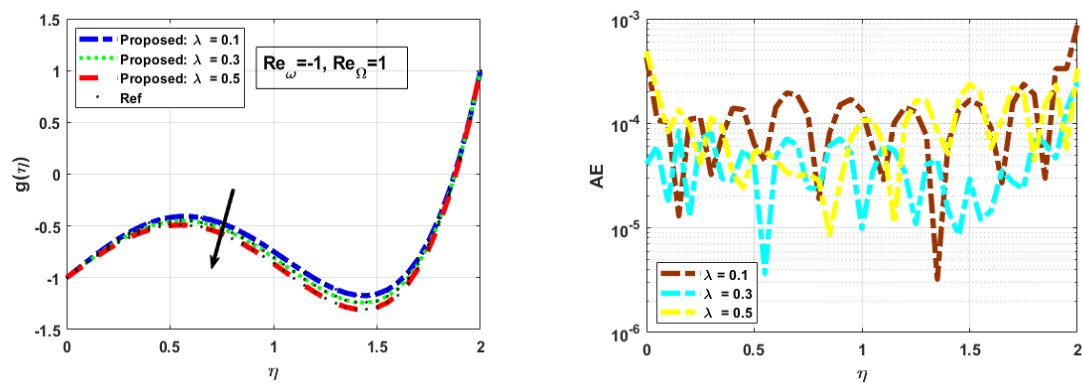 1.5
1
0.5
0
-0.5
-1
-1.5
g(η)
Proposed: λ = 0.1
Proposed: λ = 0.3
Proposed: λ = 0.5
Ref
Re_ω=-1, Re_Ω=1
0 0.5 1 1.5 2
η
10^-3
10^-4
10^-5
10^-6
AE
λ = 0.1
λ = 0.3
λ = 0.5
0 0.5 1 1.5 2
η